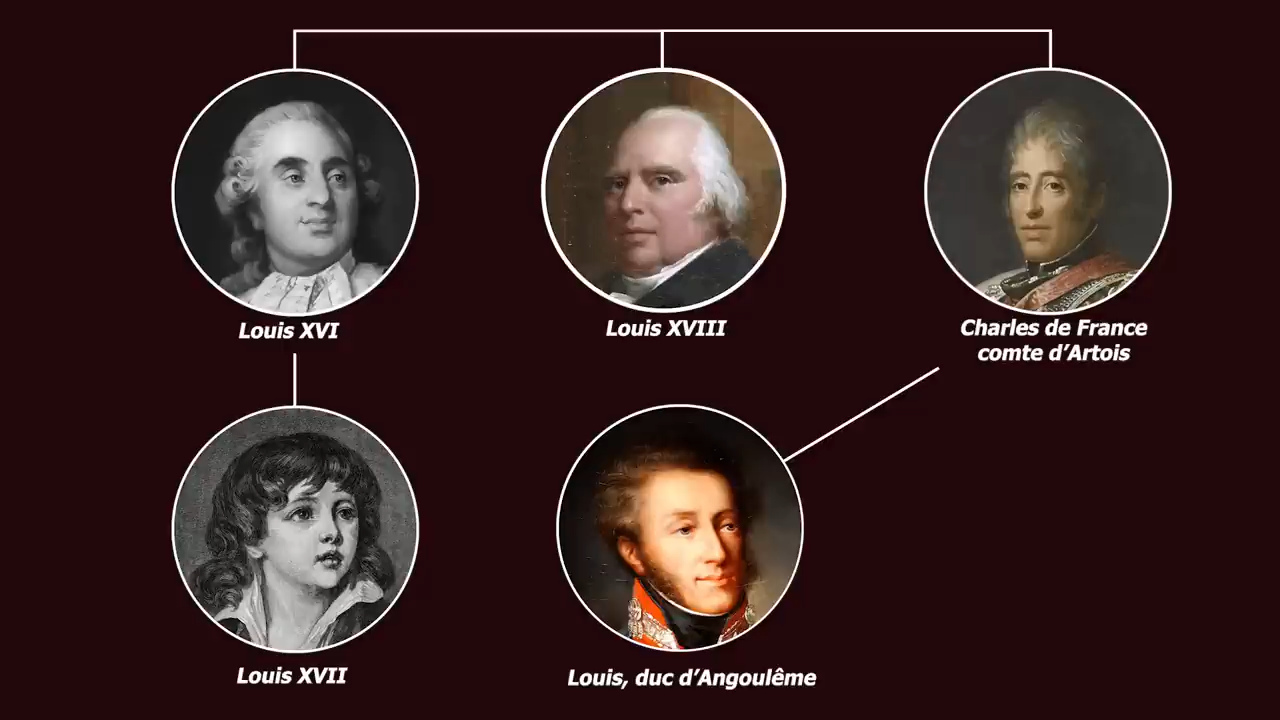 Louis XVI
Louis XVIII
Charles de France
comte d’Artois
Louis XVII
Louis, duc d’Angoulême